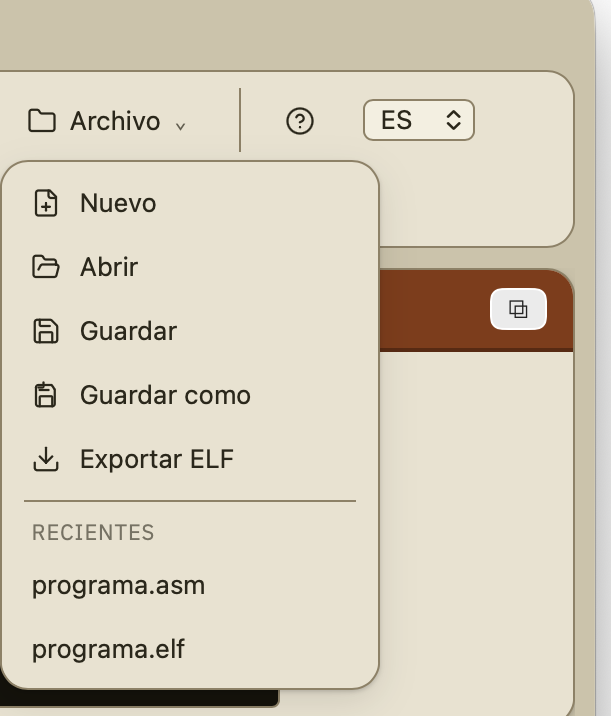 Archivo
ES
Nuevo
Abrir
Guardar
Guardar como
Exportar ELF
RECIENTES
programa.asm
programa.elf